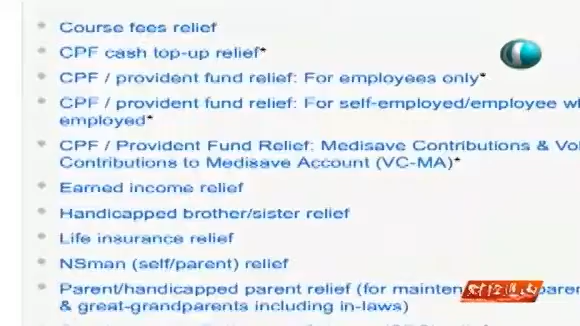 Course fees relief
CPF cash top-up relief*
CPF / provident fund relief: For employees only*
CPF / provident fund relief: For self-employed/employee
employed*
CPF / Provident Fund Relief: Medisave Contributions &
Contributions to Medisave Account (VC-MA)*
Earned income relief
Handicapped brother/sister relief
Life insurance relief
NSman (self/parent) relief
Parent/handicapped parent relief (for
& great-grandparents including in-laws)